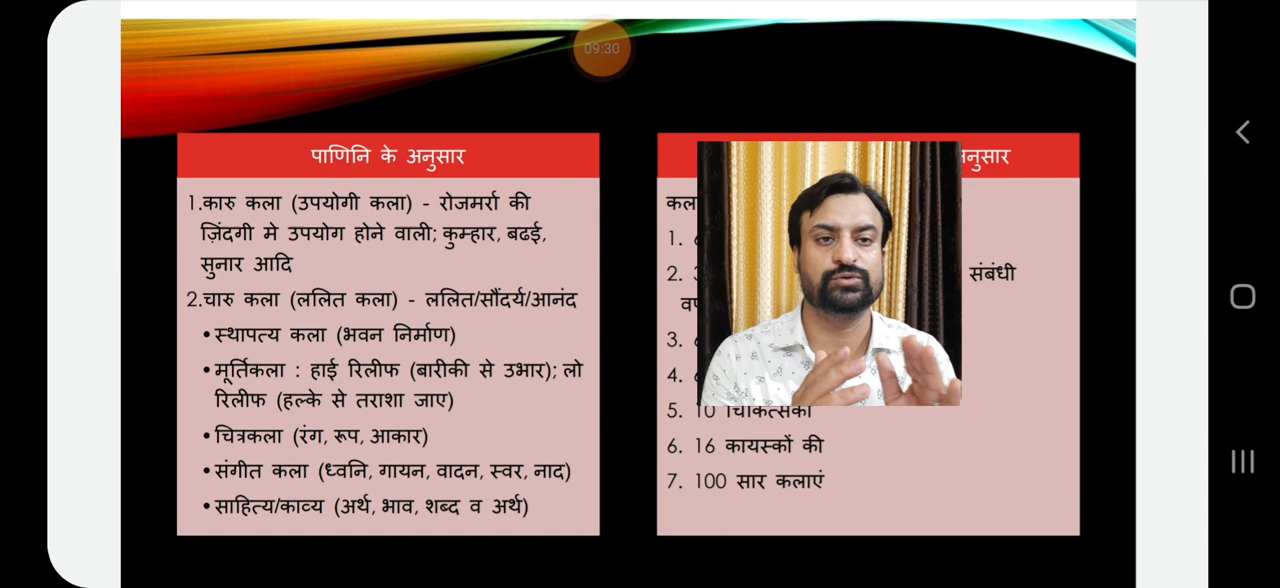 09:30
पाणिनि के अनुसार
1.कारु कला (उपयोगी कला) - रोजमर्रा की
ज़िंदगी मे उपयोग होने वाली; कुम्हार, बढई,
सुनार आदि
2.चारु कला (ललित कला) - ललित/सौंदर्य/आनंद
•स्थापत्य कला (भवन निर्माण)
•मूर्तिकला : हाई रिलीफ (बारीकी से उभार); लो
रिलीफ (हल्के से तराशा जाए)
•चित्रकला (रंग, रूप, आकार)
•संगीत कला (ध्वनि, गायन, वादन, स्वर, नाद)
•साहित्य/काव्य (अर्थ, भाव, शब्द व अर्थ)
1.
2. संबंधी
3.
4.
5. 10 चिकित्सकों
6. 16 कायस्कों की
7. 100 सार कलाएं